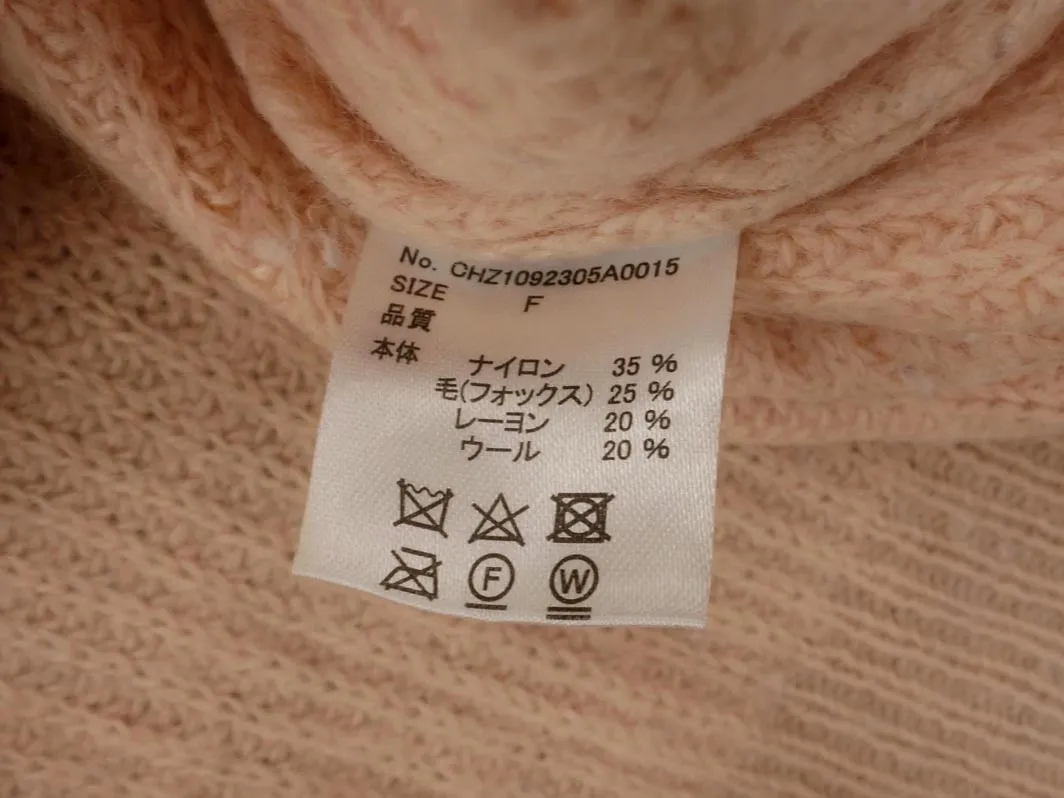 No. CHZ1092305A0015
SIZE F
品質
本体 ナイロン 35 %
毛(フォックス) 25 %
レーヨン 20 %
ウール 20 %
F W